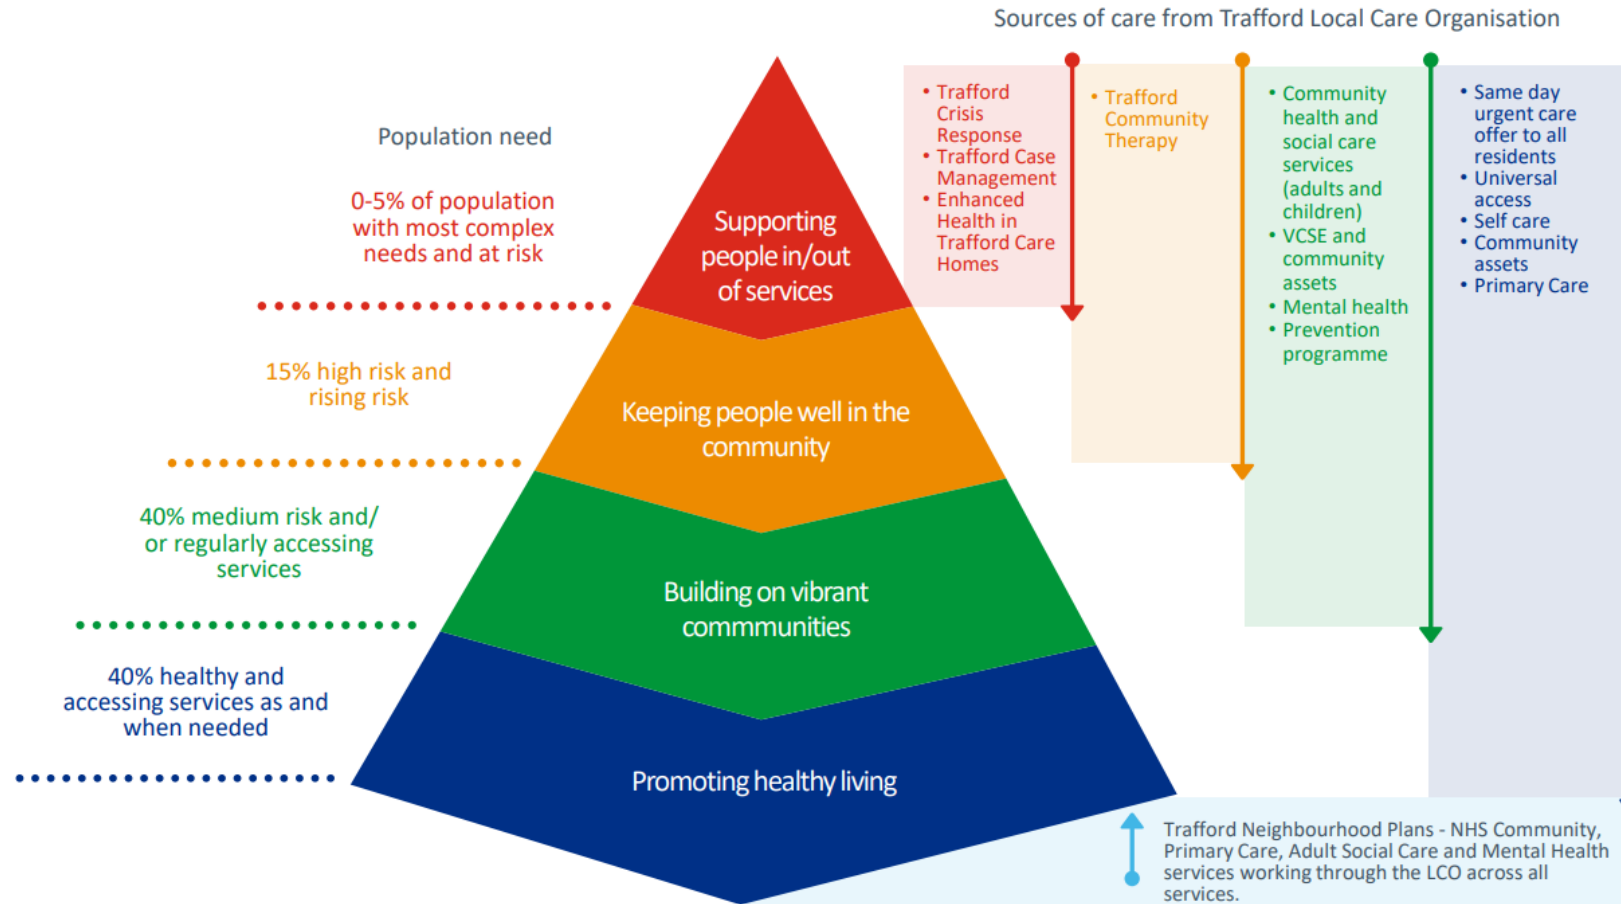 Sources of care from Trafford Local Care Organisation
Population need
0-5% of population
with most complex
needs and at risk
15% high risk and
rising risk
40% medium risk and/
or regularly accessing
services
40% healthy and
accessing services as and
when needed
Supporting
people in/out
of services
Keeping people well in the
community
Building on vibrant
commmunities
Promoting healthy living
• Trafford
Crisis
Response
• Trafford Case
Management
• Enhanced
Health in
Trafford Care
Homes
• Trafford
Community
Therapy
• Community
health and
social care
services
(adults and
children)
• VCSE and
community
assets
• Mental health
• Prevention
programme
• Same day
urgent care
offer to all
residents
• Universal
access
• Self care
• Community
assets
• Primary Care
Trafford Neighbourhood Plans - NHS Community,
Primary Care, Adult Social Care and Mental Health
services working through the LCO across all
services.